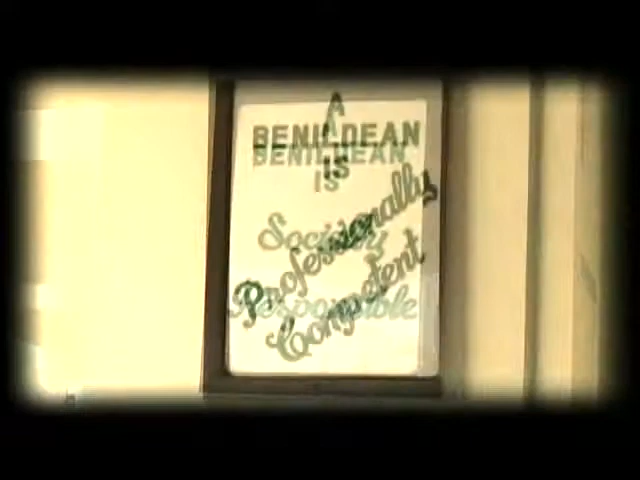 A
BENILDEAN
IS
Professionally
Competent
BENILDEAN
IS
Socially
Responsible